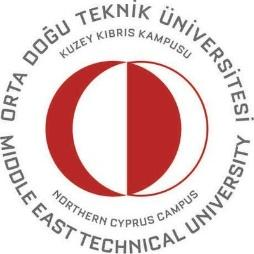 ORTA DOĞU TEKNİK ÜNİVERSİTESİ
KUZEY KIBRIS KAMPUSU
NORTHERN CYPRUS CAMPUS
MIDDLE EAST TECHNICAL UNIVERSITY